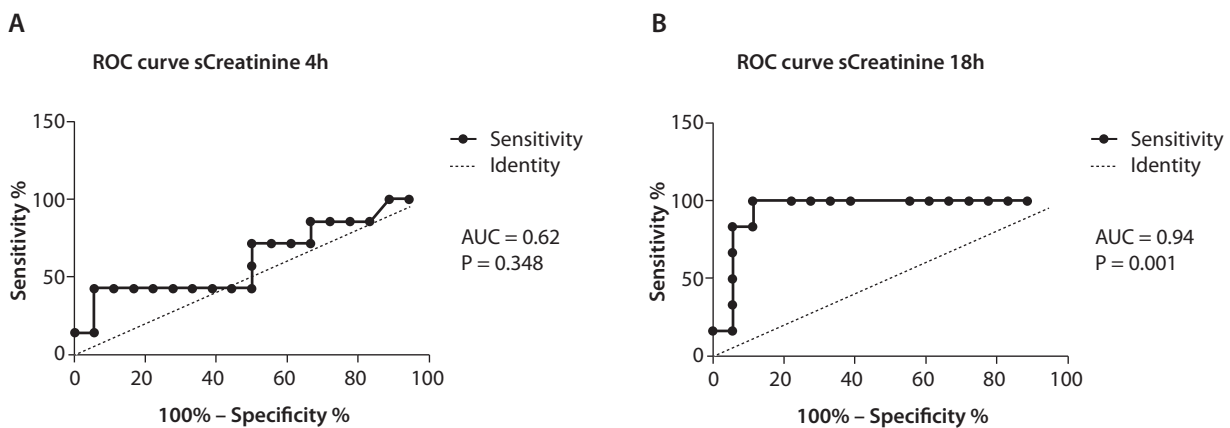 A
ROC curve sCreatinine 4h
150
100
50
0
Sensitivity %
0 20 40 60 80 100
100% – Specificity %
Sensitivity
Identity
AUC = 0.62
P = 0.348
B
ROC curve sCreatinine 18h
150
100
50
0
Sensitivity %
0 20 40 60 80 100
100% – Specificity %
Sensitivity
Identity
AUC = 0.94
P = 0.001